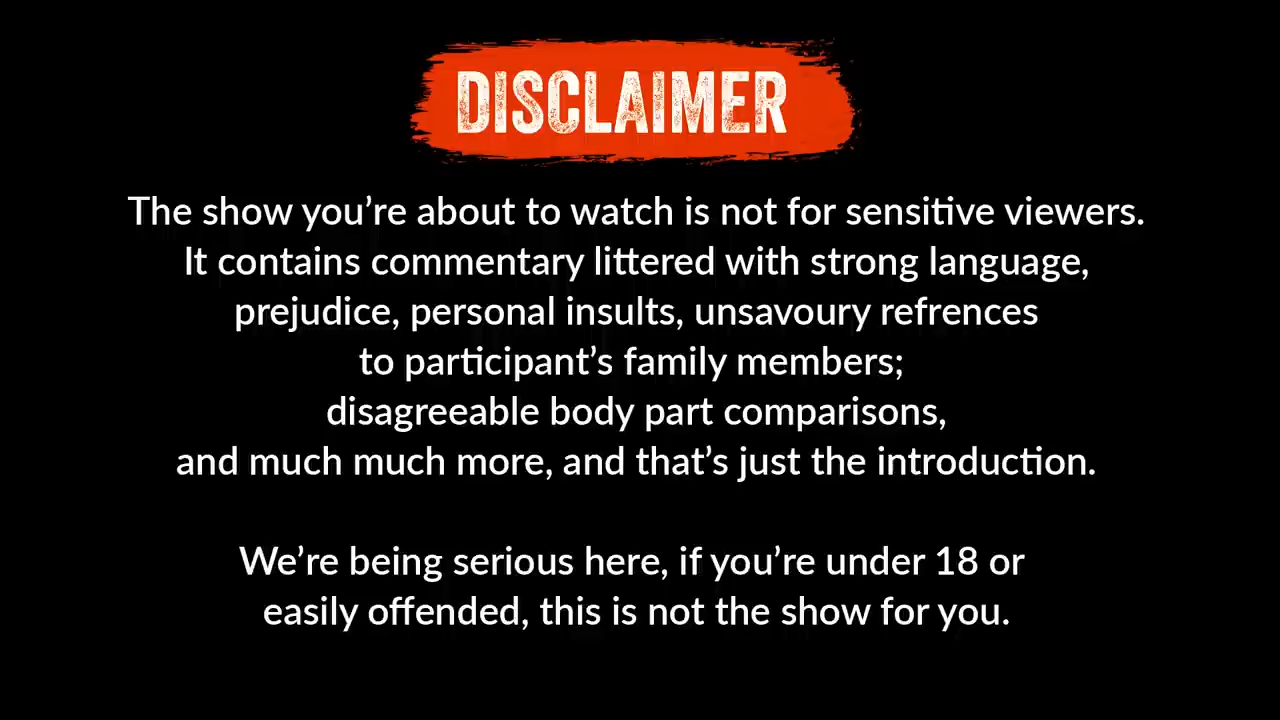 DISCLAIMER
The show you’re about to watch is not for sensitive viewers.
It contains commentary littered with strong language,
prejudice, personal insults, unsavoury refrences
to participant’s family members;
disagreeable body part comparisons,
and much much more, and that’s just the introduction.
We’re being serious here, if you’re under 18 or
easily offended, this is not the show for you.